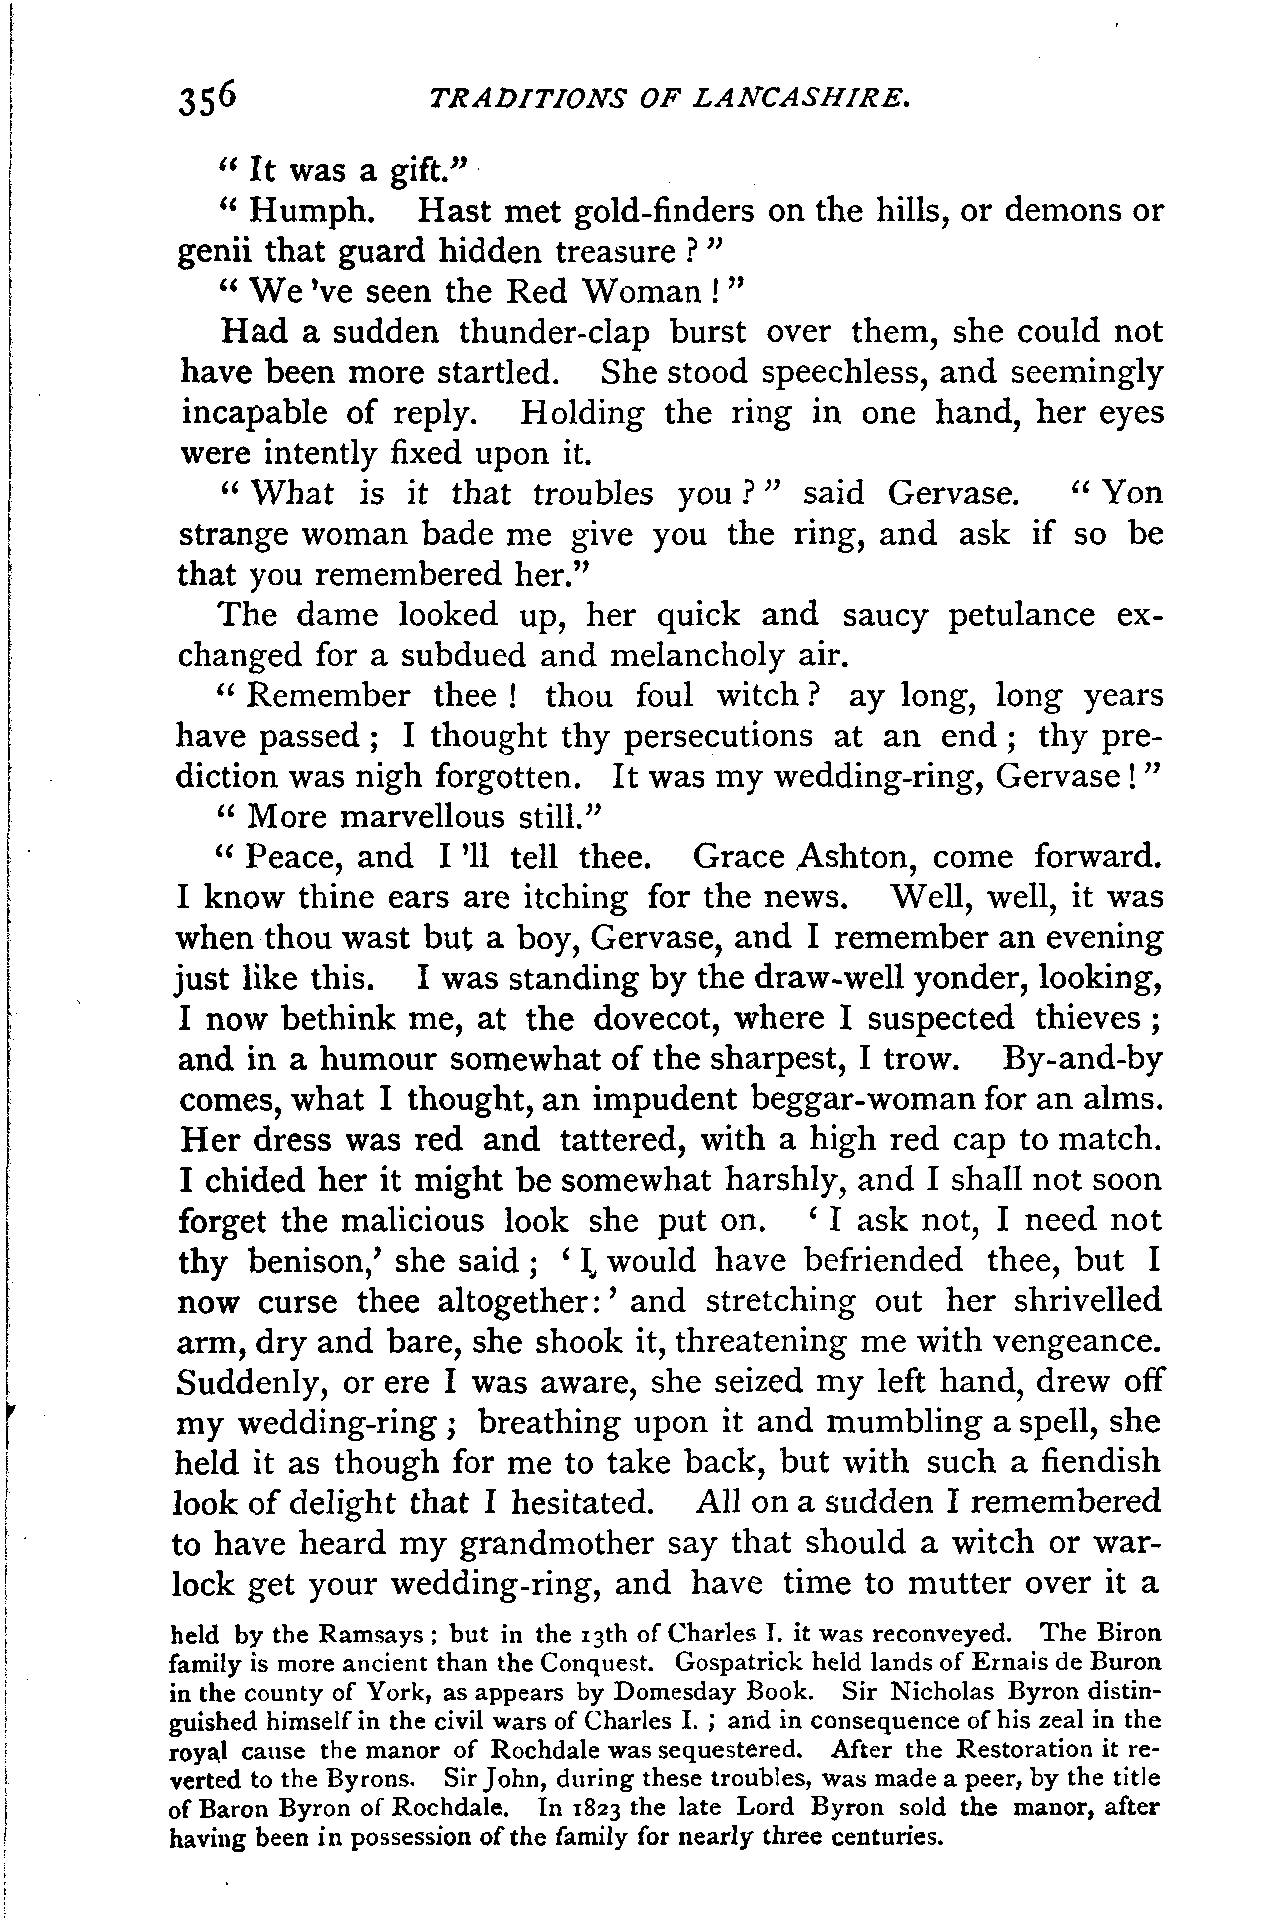 356 TRADITIONS OF LANCASHIRE.
" It was a gift."
" Humph. Hast met gold-finders on the hills, or demons or
genii that guard hidden treasure ? "
" We 've seen the Red Woman ! "
Had a sudden thunder-clap burst over them, she could not
have been more startled. She stood speechless, and seemingly
incapable of reply. Holding the ring in one hand, her eyes
were intently fixed upon it.
" What is it that troubles you ? " said Gervase. " Yon
strange woman bade me give you the ring, and ask if so be
that you remembered her."
The dame looked up, her quick and saucy petulance ex-
changed for a subdued and melancholy air.
" Remember thee ! thou foul witch ? ay long, long years
have passed ; I thought thy persecutions at an end ; thy pre-
diction was nigh forgotten. It was my wedding-ring, Gervase ! "
" More marvellous still."
" Peace, and I 'll tell thee. Grace Ashton, come forward.
I know thine ears are itching for the news. Well, well, it was
when thou wast but a boy, Gervase, and I remember an evening
just like this. I was standing by the draw-well yonder, looking,
I now bethink me, at the dovecot, where I suspected thieves ;
and in a humour somewhat of the sharpest, I trow. By-and-by
comes, what I thought, an impudent beggar-woman for an alms.
Her dress was red and tattered, with a high red cap to match.
I chided her it might be somewhat harshly, and I shall not soon
forget the malicious look she put on. ' I ask not, I need not
thy benison,' she said ; ' I would have befriended thee, but I
now curse thee altogether: ' and stretching out her shrivelled
arm, dry and bare, she shook it, threatening me with vengeance.
Suddenly, or ere I was aware, she seized my left hand, drew off
my wedding-ring ; breathing upon it and mumbling a spell, she
held it as though for me to take back, but with such a fiendish
look of delight that I hesitated. All on a sudden I remembered
to have heard my grandmother say that should a witch or war-
lock get your wedding-ring, and have time to mutter over it a
held by the Ramsays ; but in the 13th of Charles I. it was reconveyed. The Biron
family is more ancient than the Conquest. Gospatrick held lands of Ernais de Buron
in the county of York, as appears by Domesday Book. Sir Nicholas Byron distin-
guished himself in the civil wars of Charles I. ; and in consequence of his zeal in the
royal cause the manor of Rochdale was sequestered. After the Restoration it re-
verted to the Byrons. Sir John, during these troubles, was made a peer, by the title
of Baron Byron of Rochdale. In 1823 the late Lord Byron sold the manor, after
having been in possession of the family for nearly three centuries.